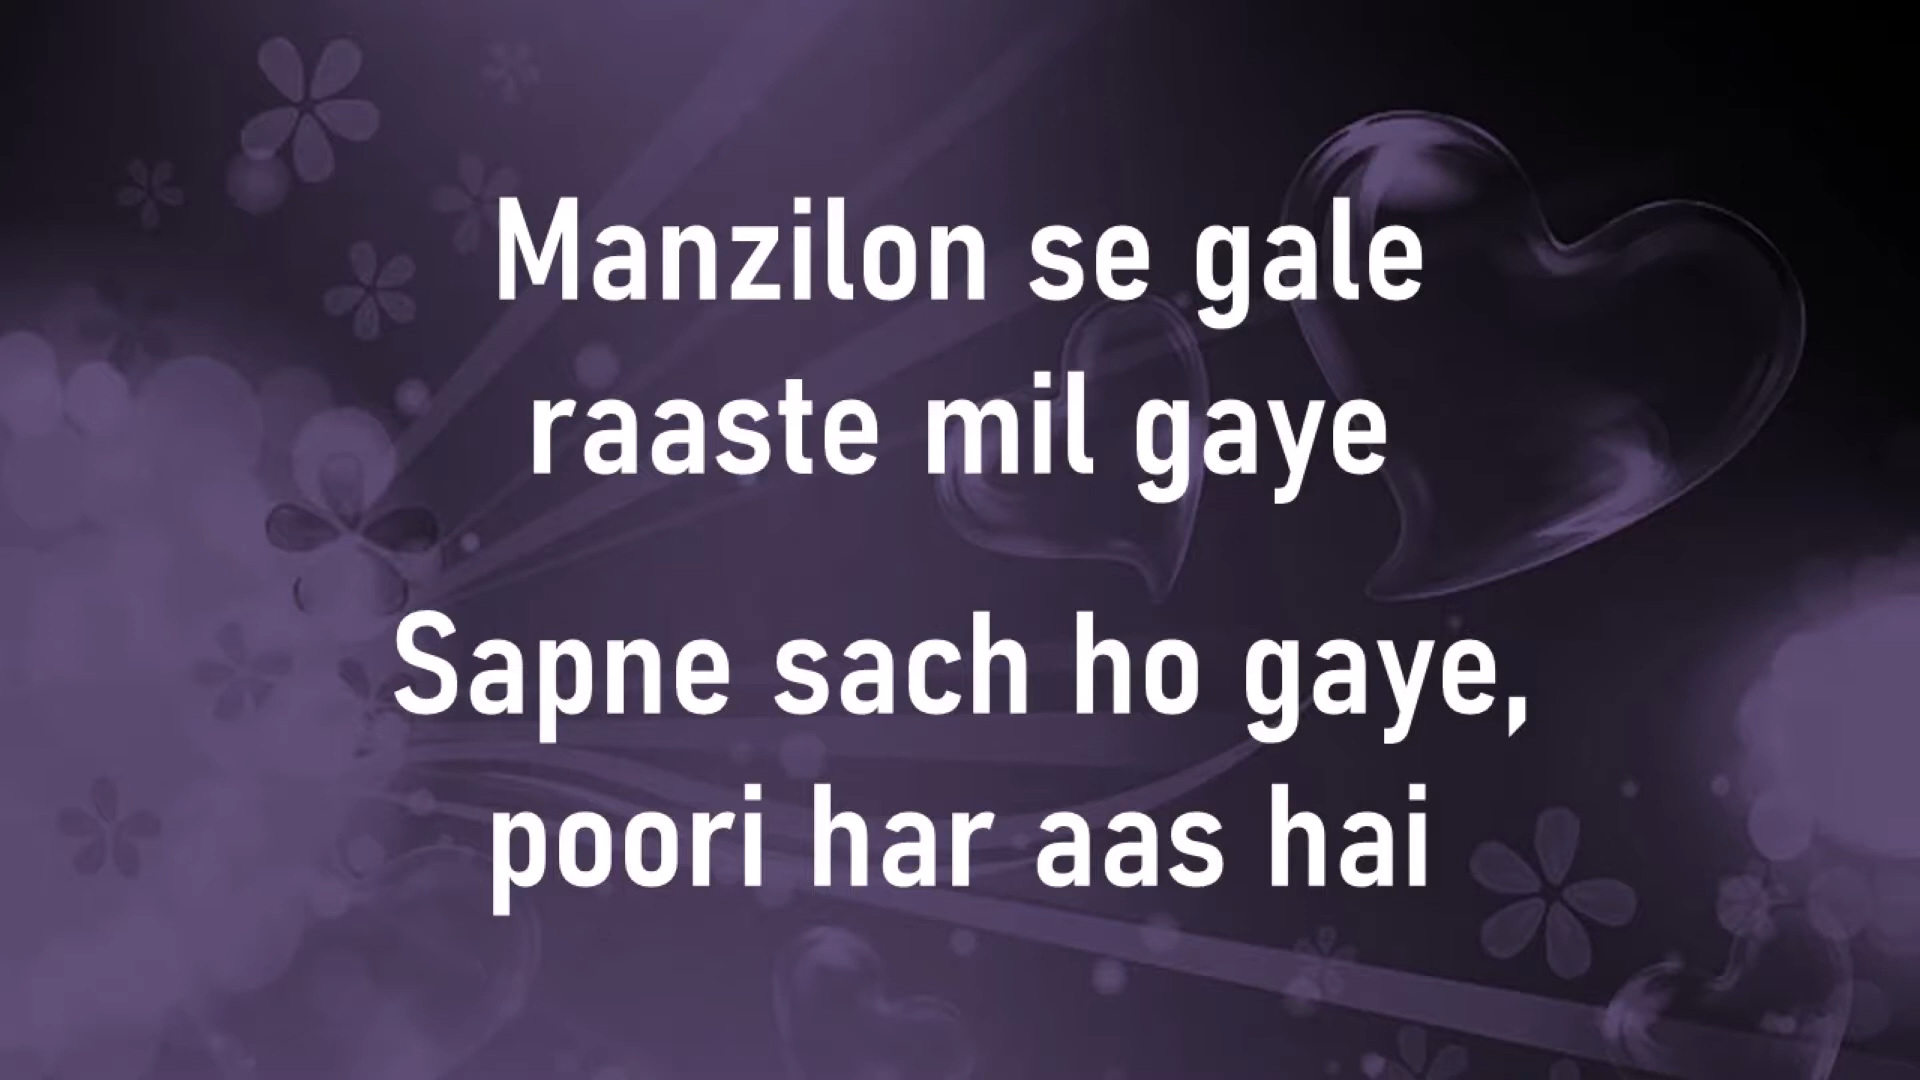 Manzilon se gale
raaste mil gaye
Sapne sach ho gaye,
poori har aas hai